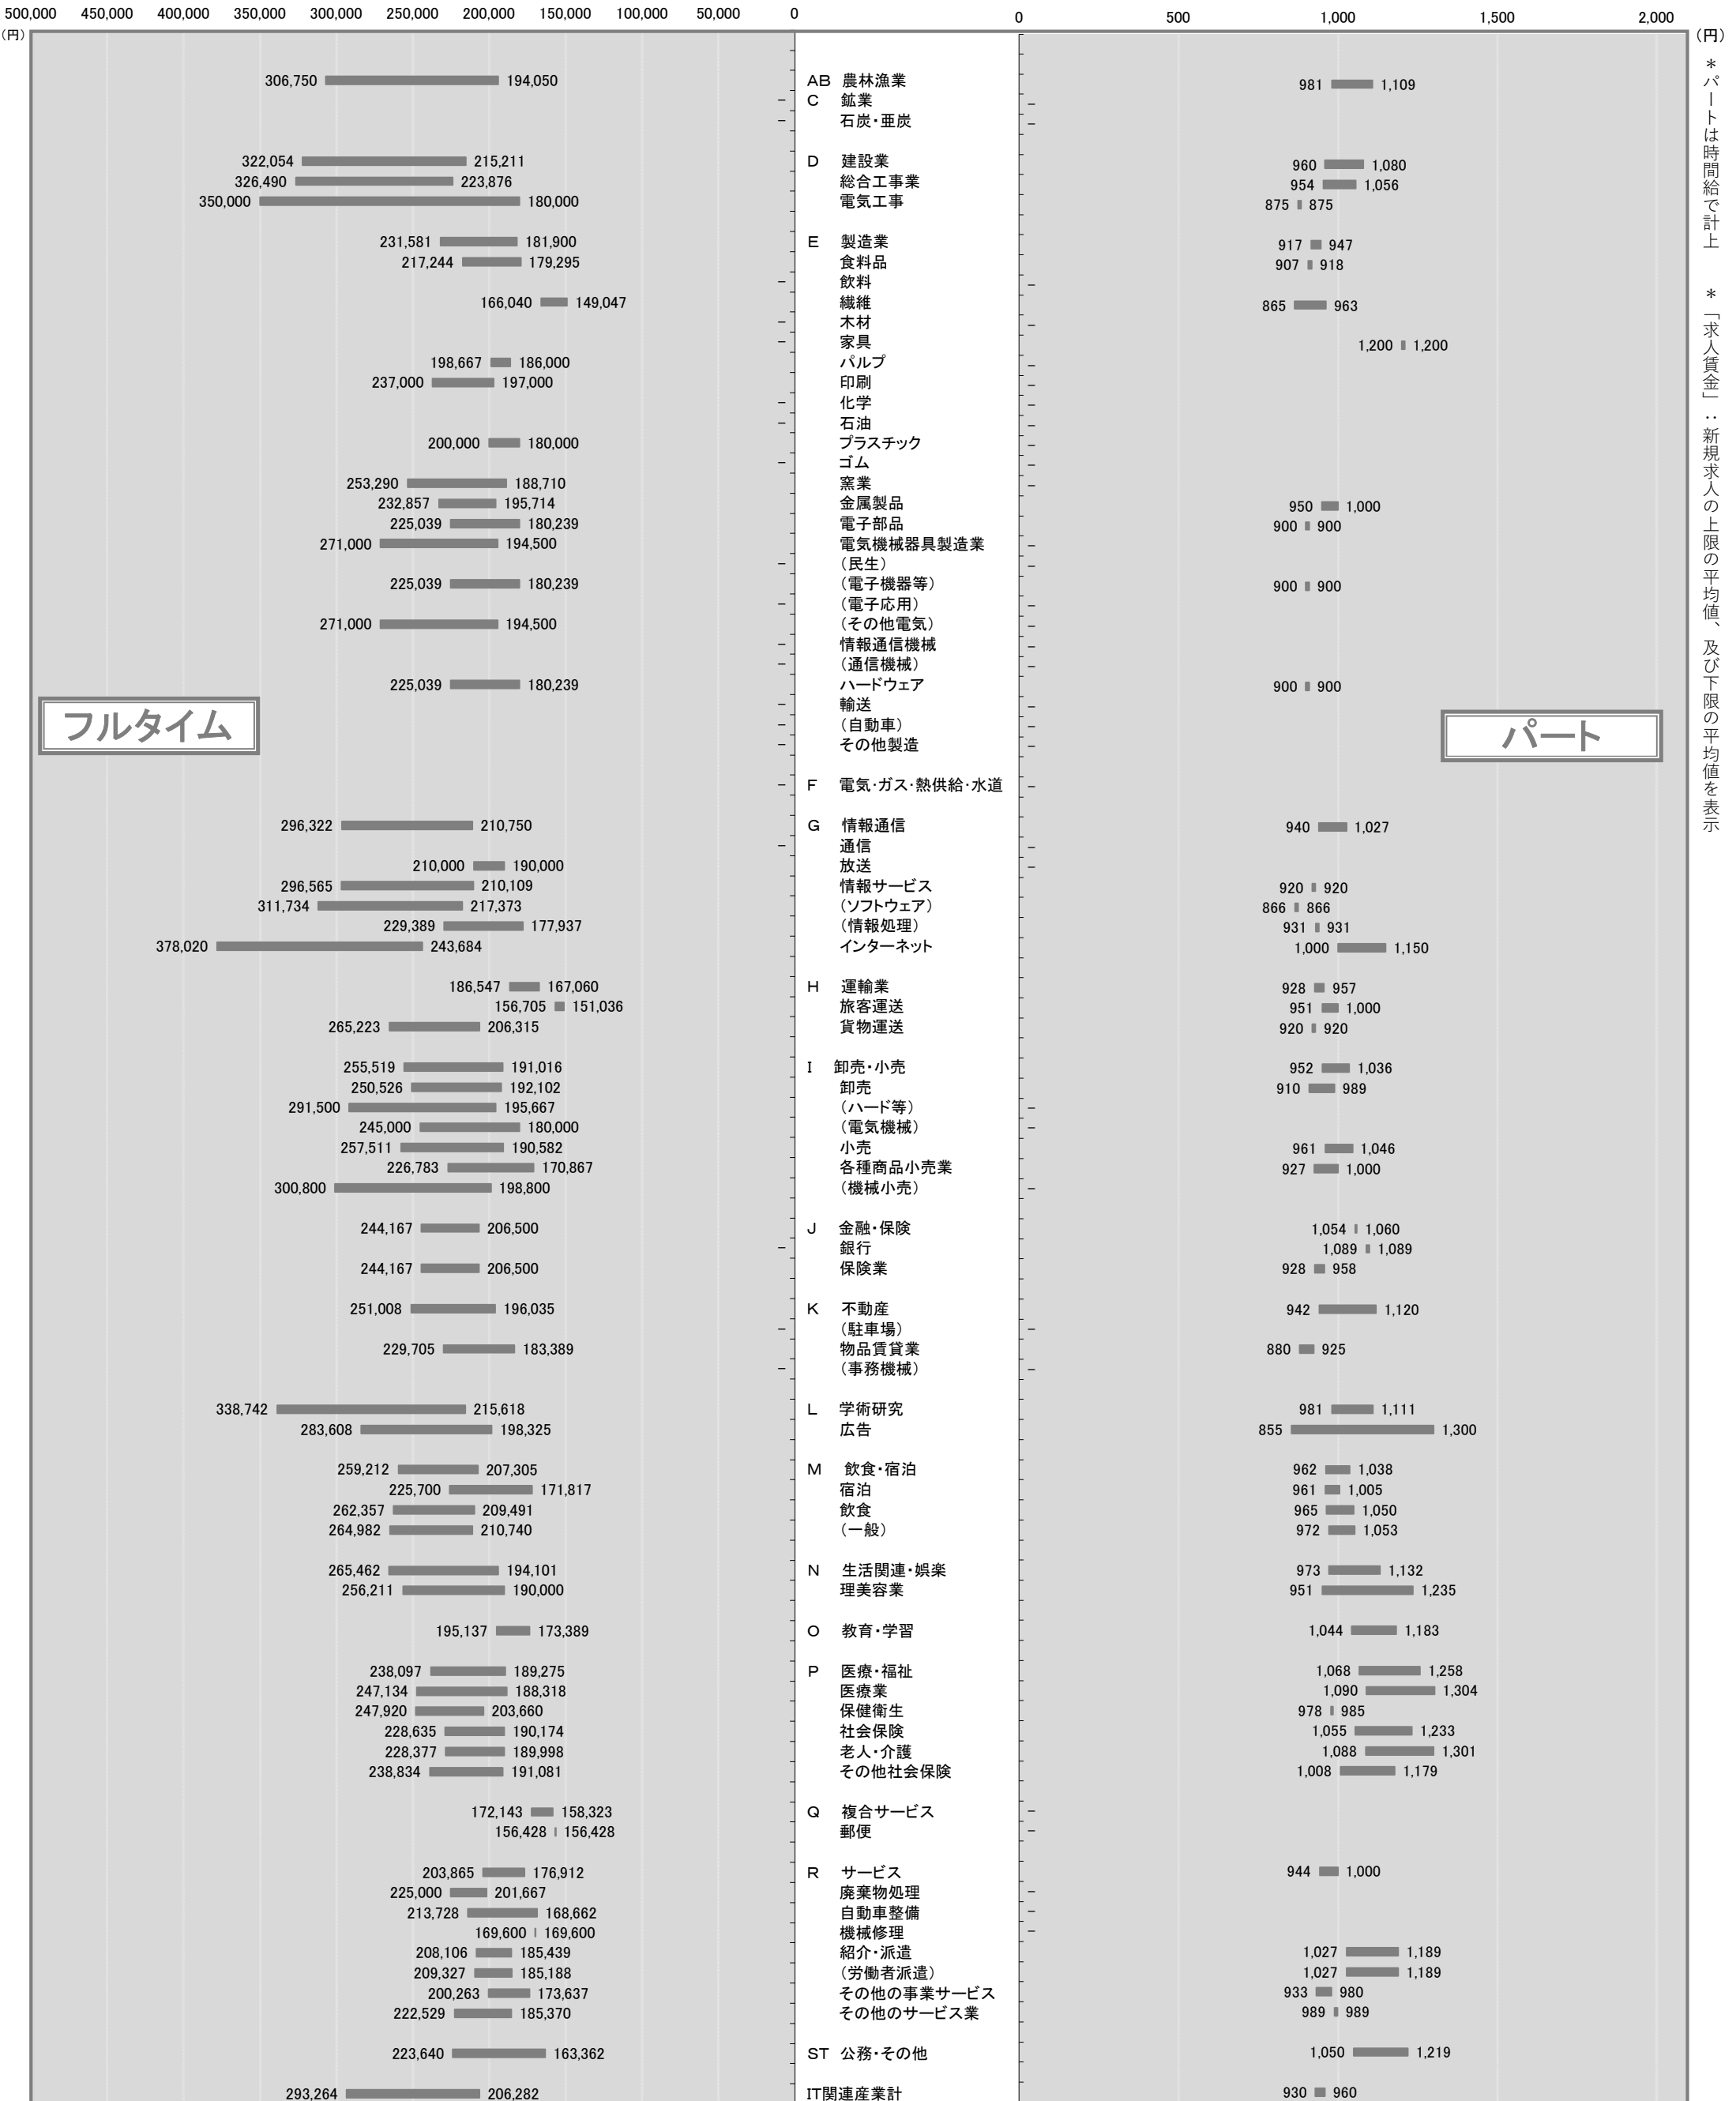 500,000 450,000 400,000 350,000 300,000 250,000 200,000 150,000 100,000 50,000 0 0 500 1,000 1,500 2,000
（円） （円）
306,750 194,050 AB 農林漁業 981 1,109
－ C 鉱業 －
－ 石炭・亜炭 －
322,054 215,211 D 建設業 960 1,080
326,490 223,876 総合工事業 954 1,056
350,000 180,000 電気工事 875 875
231,581 181,900 E 製造業 917 947
217,244 179,295 食料品 907 918
－ 飲料 －
166,040 149,047 繊維 865 963
－ 木材 －
－ 家具 1,200 1,200
198,667 186,000 パルプ －
237,000 197,000 印刷 －
－ 化学 －
－ 石油 －
200,000 180,000 プラスチック －
－ ゴム －
253,290 188,710 窯業 －
232,857 195,714 金属製品 950 1,000
225,039 180,239 電子部品 900 900
271,000 194,500 電気機械器具製造業 －
－ （民生） －
225,039 180,239 （電子機器等） 900 900
－ （電子応用） －
271,000 194,500 （その他電気） －
－ 情報通信機械 －
－ （通信機械） －
225,039 180,239 ハードウェア 900 900
－ 輸送 －
－ （自動車） －
－ その他製造 －
フルタイム
パート
－ F 電気・ガス・熱供給・水道 －
296,322 210,750 G 情報通信 940 1,027
－ 通信 －
210,000 190,000 放送 －
296,565 210,109 情報サービス 920 920
311,734 217,373 （ソフトウェア） 866 866
229,389 177,937 （情報処理） 931 931
378,020 243,684 インターネット 1,000 1,150
186,547 167,060 H 運輸業 928 957
156,705 151,036 旅客運送 951 1,000
265,223 206,315 貨物運送 920 920
255,519 191,016 I 卸売・小売 952 1,036
250,526 192,102 卸売 910 989
291,500 195,667 （ハード等） －
245,000 180,000 （電気機械） －
257,511 190,582 小売 961 1,046
226,783 170,867 各種商品小売業 927 1,000
300,800 198,800 （機械小売） －
244,167 206,500 J 金融・保険 1,054 1,060
－ 銀行 1,089 1,089
244,167 206,500 保険業 928 958
251,008 196,035 K 不動産 942 1,120
－ （駐車場） －
229,705 183,389 物品賃貸業 880 925
－ （事務機械） －
338,742 215,618 L 学術研究 981 1,111
283,608 198,325 広告 855 1,300
259,212 207,305 M 飲食・宿泊 962 1,038
225,700 171,817 宿泊 961 1,005
262,357 209,491 飲食 965 1,050
264,982 210,740 （一般） 972 1,053
265,462 194,101 N 生活関連・娯楽 973 1,132
256,211 190,000 理美容業 951 1,235
195,137 173,389 O 教育・学習 1,044 1,183
238,097 189,275 P 医療・福祉 1,068 1,258
247,134 188,318 医療業 1,090 1,304
247,920 203,660 保健衛生 978 985
228,635 190,174 社会保険 1,055 1,233
228,377 189,998 老人・介護 1,088 1,301
238,834 191,081 その他社会保険 1,008 1,179
172,143 158,323 Q 複合サービス －
156,428 156,428 郵便 －
203,865 176,912 R サービス 944 1,000
225,000 201,667 廃棄物処理 －
213,728 168,662 自動車整備 －
169,600 169,600 機械修理 －
208,106 185,439 紹介・派遣 1,027 1,189
209,327 185,188 （労働者派遣） 1,027 1,189
200,263 173,637 その他の事業サービス 933 980
222,529 185,370 その他のサービス業 989 989
223,640 163,362 ST 公務・その他 1,050 1,219
293,264 206,282 IT関連産業計 930 960
＊パートは時間給で計上 ＊「求人賃金」：新規求人の上限の平均値、及び下限の平均値を表示